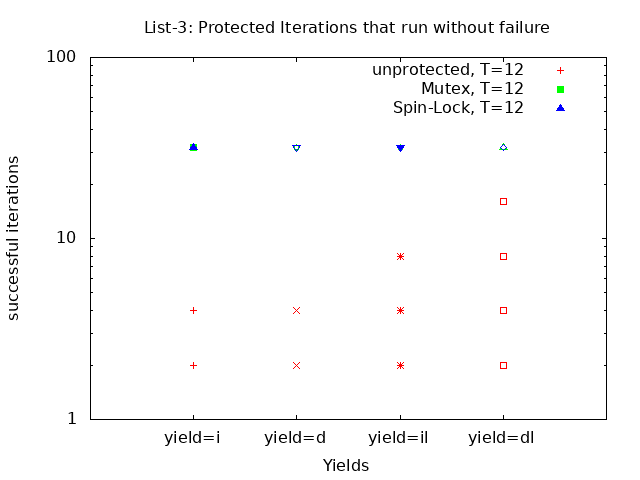 List-3: Protected Iterations that run without failure
100
unprotected, T=12
Mutex, T=12
Spin-Lock, T=12
successful iterations
10
1
yield=i yield=d yield=il yield=dl
Yields